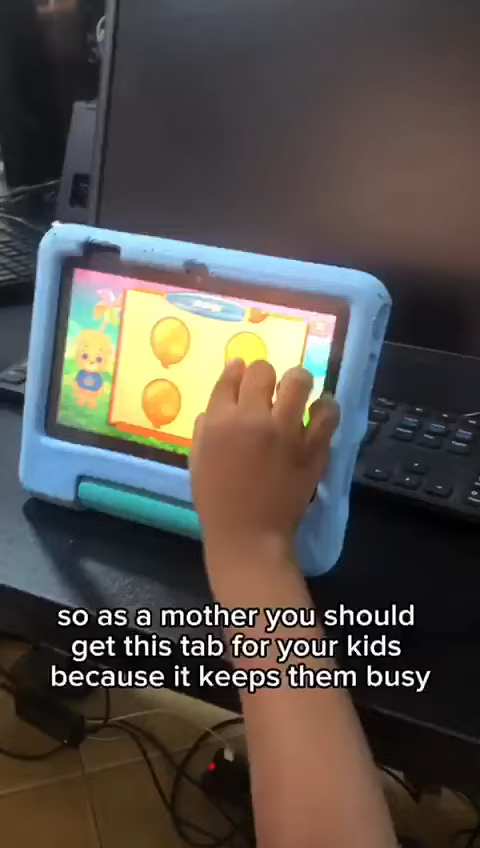 so as a mother you should
get this tab for your kids
because it keeps them busy